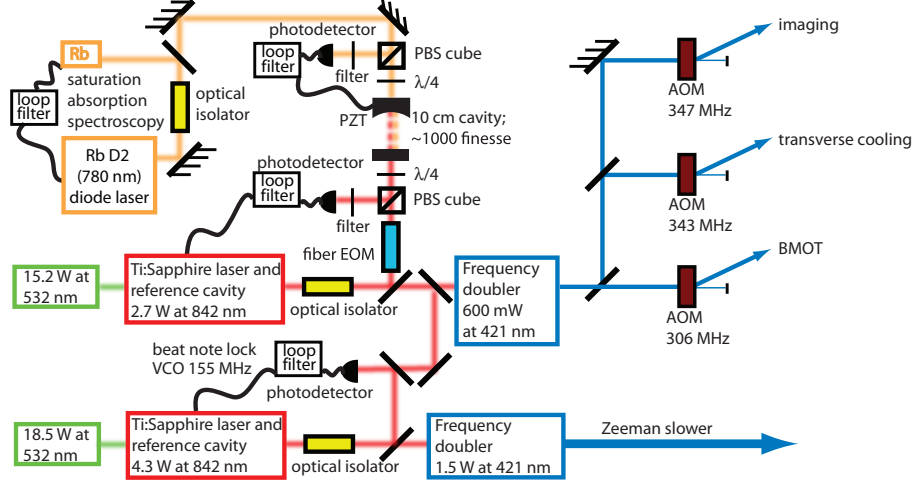 imaging
photodetector
loop
filter
PBS cube
Rb
filter
λ/4
AOM
347 MHz
saturation
absorption
spectroscopy
optical
isolator
loop
filter
PZT
10 cm cavity;
~1000 finesse
Rb D2
(780 nm)
diode laser
photodetector
loop
filter
λ/4
PBS cube
filter
transverse cooling
AOM
343 MHz
fiber EOM
BMOT
15.2 W at
532 nm
Ti:Sapphire laser and
reference cavity
2.7 W at 842 nm
optical isolator
Frequency
doubler
600 mW
at 421 nm
AOM
306 MHz
beat note lock
VCO 155 MHz
loop
filter
photodetector
18.5 W at
532 nm
Ti:Sapphire laser and
reference cavity
4.3 W at 842 nm
optical isolator
Frequency
doubler
1.5 W at 421 nm
Zeeman slower